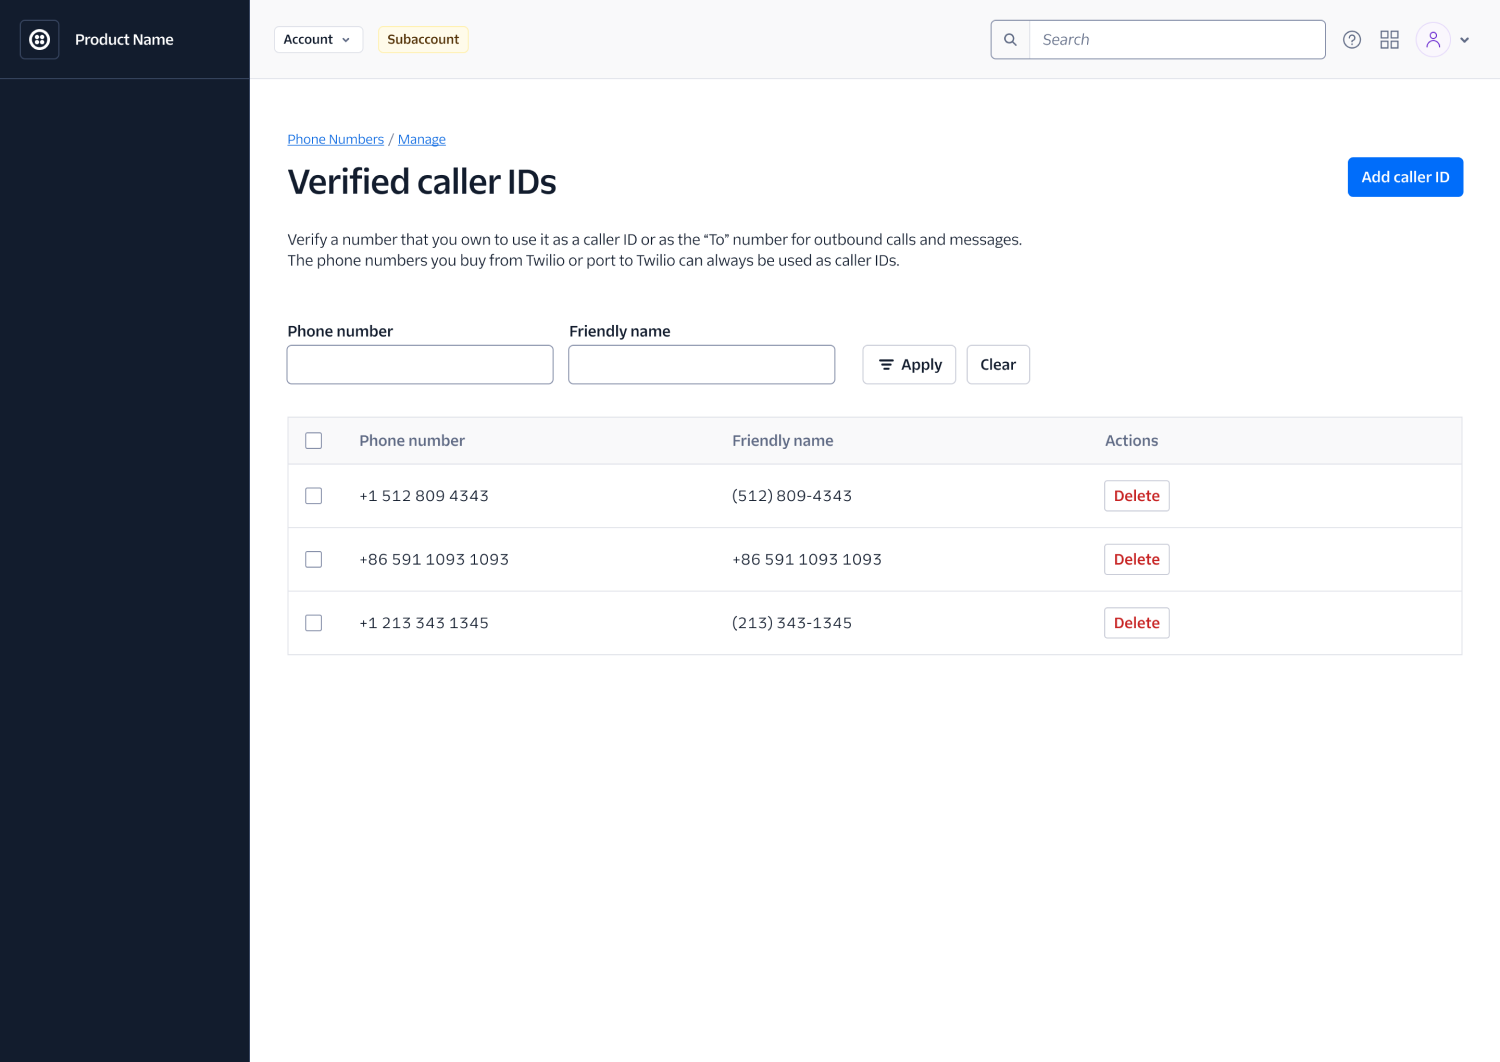 Product Name
Account
Subaccount
Search
Phone Numbers / Manage
Verified caller IDs
Add caller ID
Verify a number that you own to use it as a caller ID or as the “To” number for outbound calls and messages.
The phone numbers you buy from Twilio or port to Twilio can always be used as caller IDs.
Phone number
Friendly name
Apply
Clear
Phone number Friendly name Actions
+1 512 809 4343 (512) 809-4343 Delete
+86 591 1093 1093 +86 591 1093 1093 Delete
+1 213 343 1345 (213) 343-1345 Delete